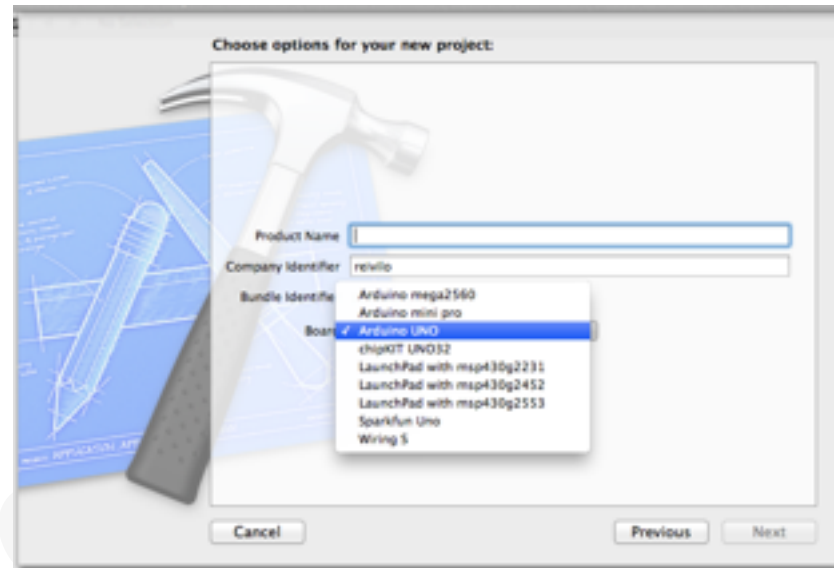 Choose options for your new project:
Product Name
Company Identifier reivilo
Bundle Identifie
Arduino mega2560
Arduino mini pro
Board ✓ Arduino UNO
chipKIT UNO32
LaunchPad with msp430g2231
LaunchPad with msp430g2452
LaunchPad with msp430g2553
Sparkfun Uno
Wiring S
Cancel Previous Next